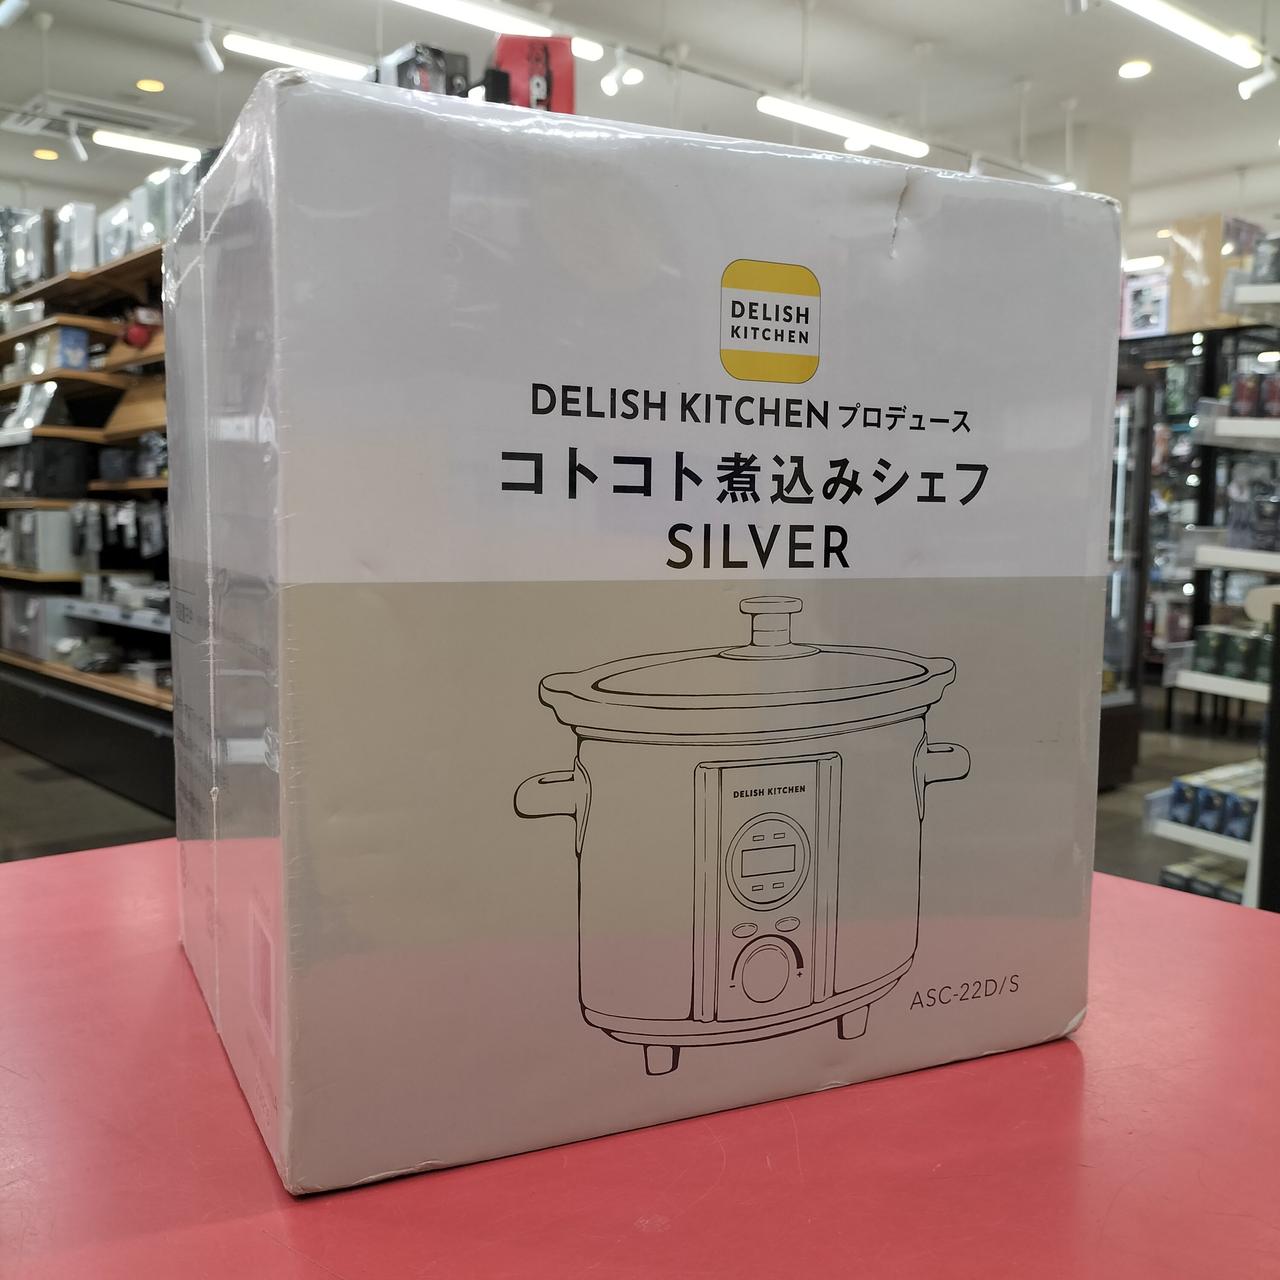 DELISH
KITCHEN
DELISH KITCHEN プロデュース
コトコト煮込みシェフ
SILVER
DELISH KITCHEN
- +
ASC-22D/S